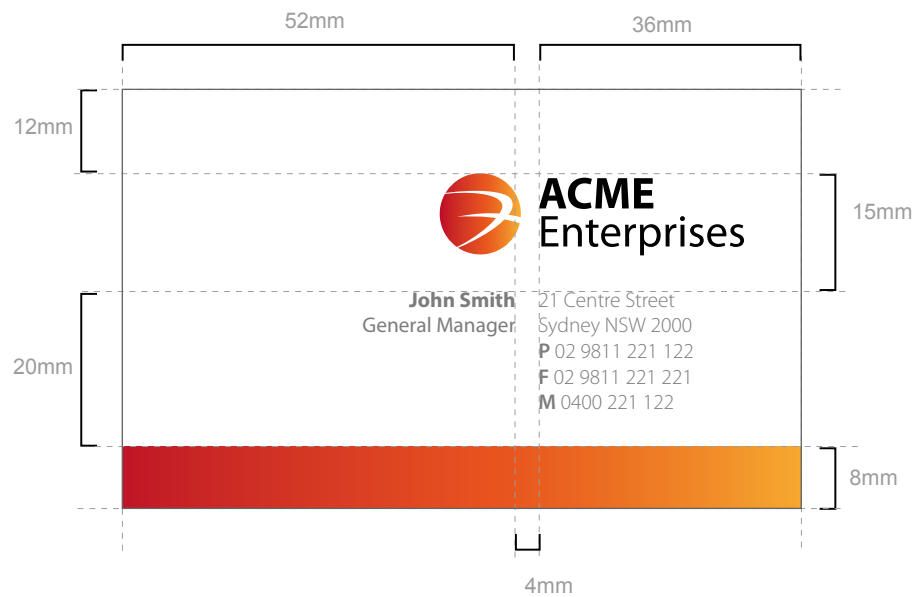 52mm
36mm
12mm
ACME
Enterprises
15mm
John Smith
General Manager
21 Centre Street
Sydney NSW 2000
P 02 9811 221 122
F 02 9811 221 221
M 0400 221 122
20mm
8mm
4mm